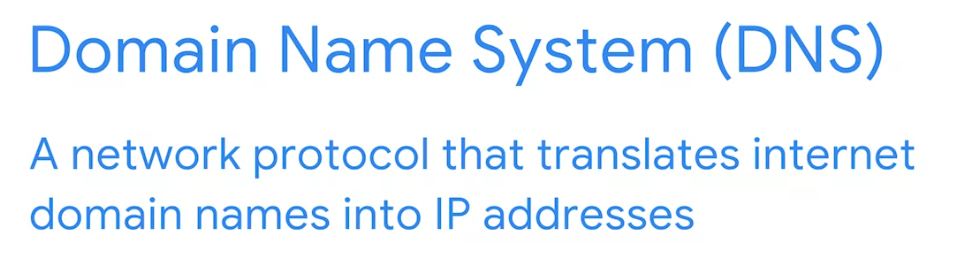 Domain Name System (DNS)
A network protocol that translates internet
domain names into IP addresses